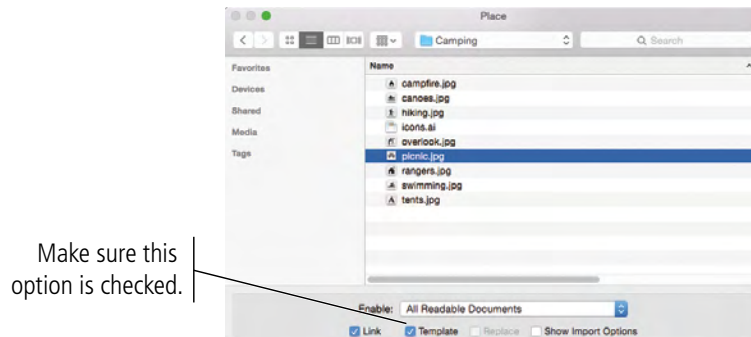 Place
Camping
Search
Favorites
Devices
Shared
Media
Tags
Name
campfire.jpg
canoes.jpg
hiking.jpg
icons.ai
overlook.jpg
picnic.jpg
rangers.jpg
swimming.jpg
tents.jpg
Make sure this
option is checked.
Enable: All Readable Documents
Link Template Replace Show Import Options